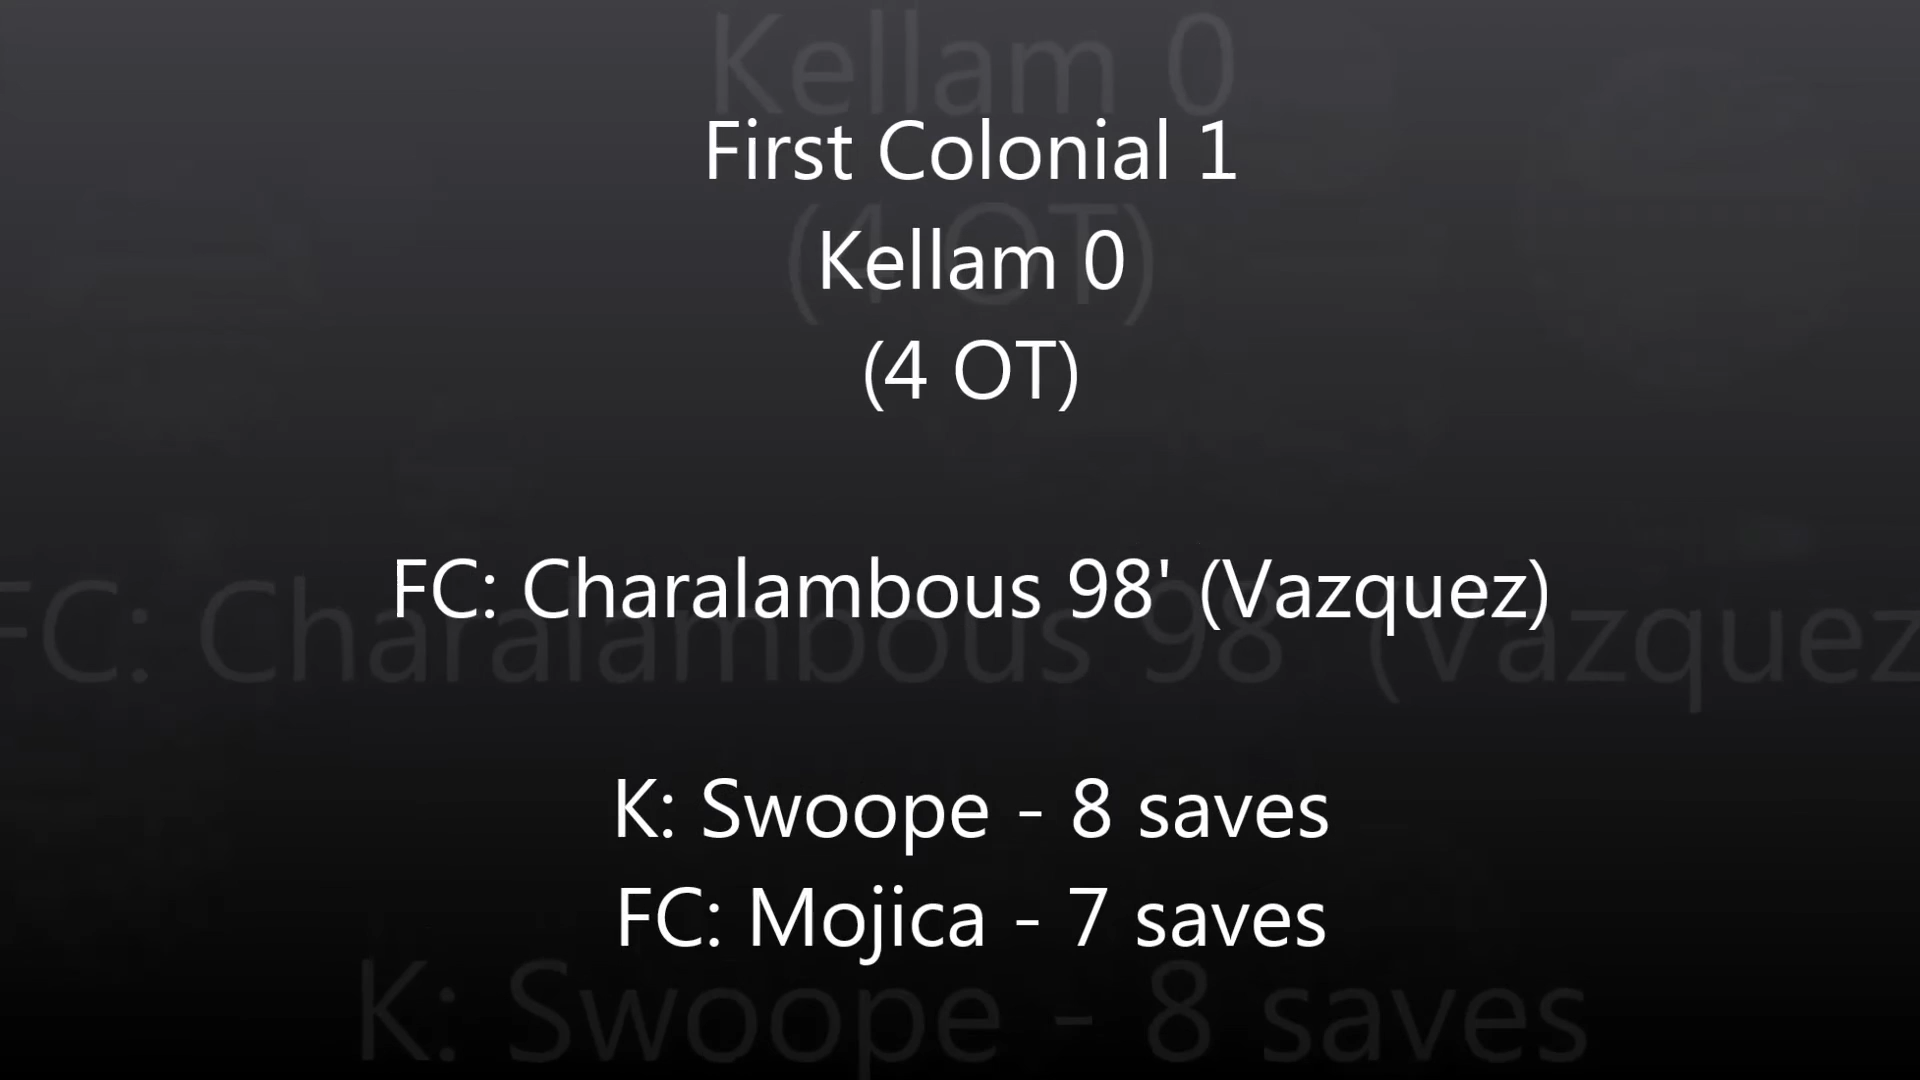 First Colonial 1
Kellam 0
(4 OT)
FC: Charalambous 98' (Vazquez)
K: Swoope - 8 saves
FC: Mojica - 7 saves